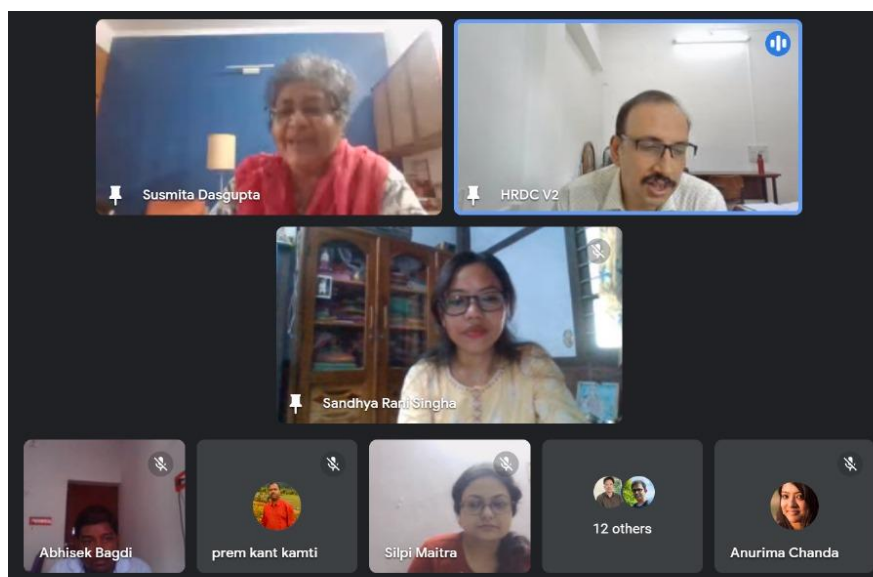 Susmita Dasgupta
HRDC V2
Sandhya Rani Singha
Abhisek Bagdi
prem kant kamti
Silpi Maitra
12 others
Anurima Chanda